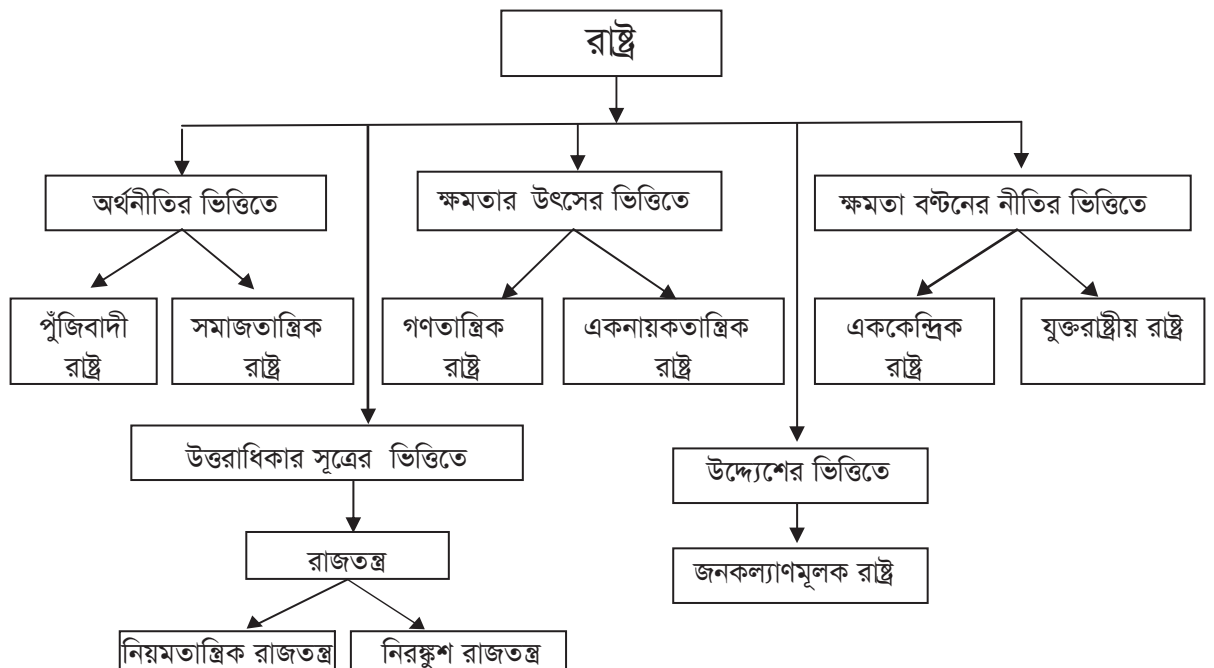 রাষ্ট্র
অর্থনীতির ভিত্তিতে
ক্ষমতার উৎসের ভিত্তিতে
ক্ষমতা বণ্টনের নীতির ভিত্তিতে
পুঁজিবাদী
রাষ্ট্র
সমাজতান্ত্রিক
রাষ্ট্র
গণতান্ত্রিক
রাষ্ট্র
একনায়কতান্ত্রিক
রাষ্ট্র
এককেন্দ্রিক
রাষ্ট্র
যুক্তরাষ্ট্রীয় রাষ্ট্র
উত্তরাধিকার সূত্রের ভিত্তিতে
উদ্দ্যেশের ভিত্তিতে
রাজতন্ত্র
জনকল্যাণমূলক রাষ্ট্র
নিয়মতান্ত্রিক রাজতন্ত্র
নিরঙ্কুশ রাজতন্ত্র